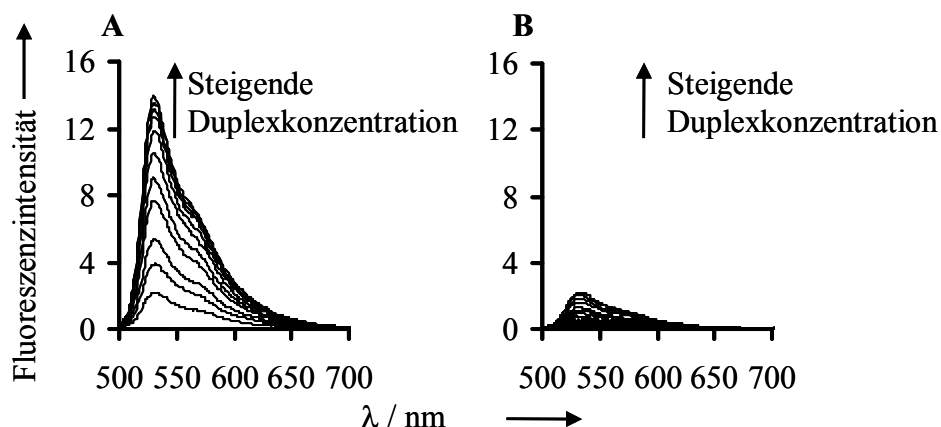 A
B
Fluoreszenzintensität
16
12
8
4
0
Steigende
Duplexkonzentration
500 550 600 650 700
16
12
8
4
0
Steigende
Duplexkonzentration
500 550 600 650 700
λ / nm